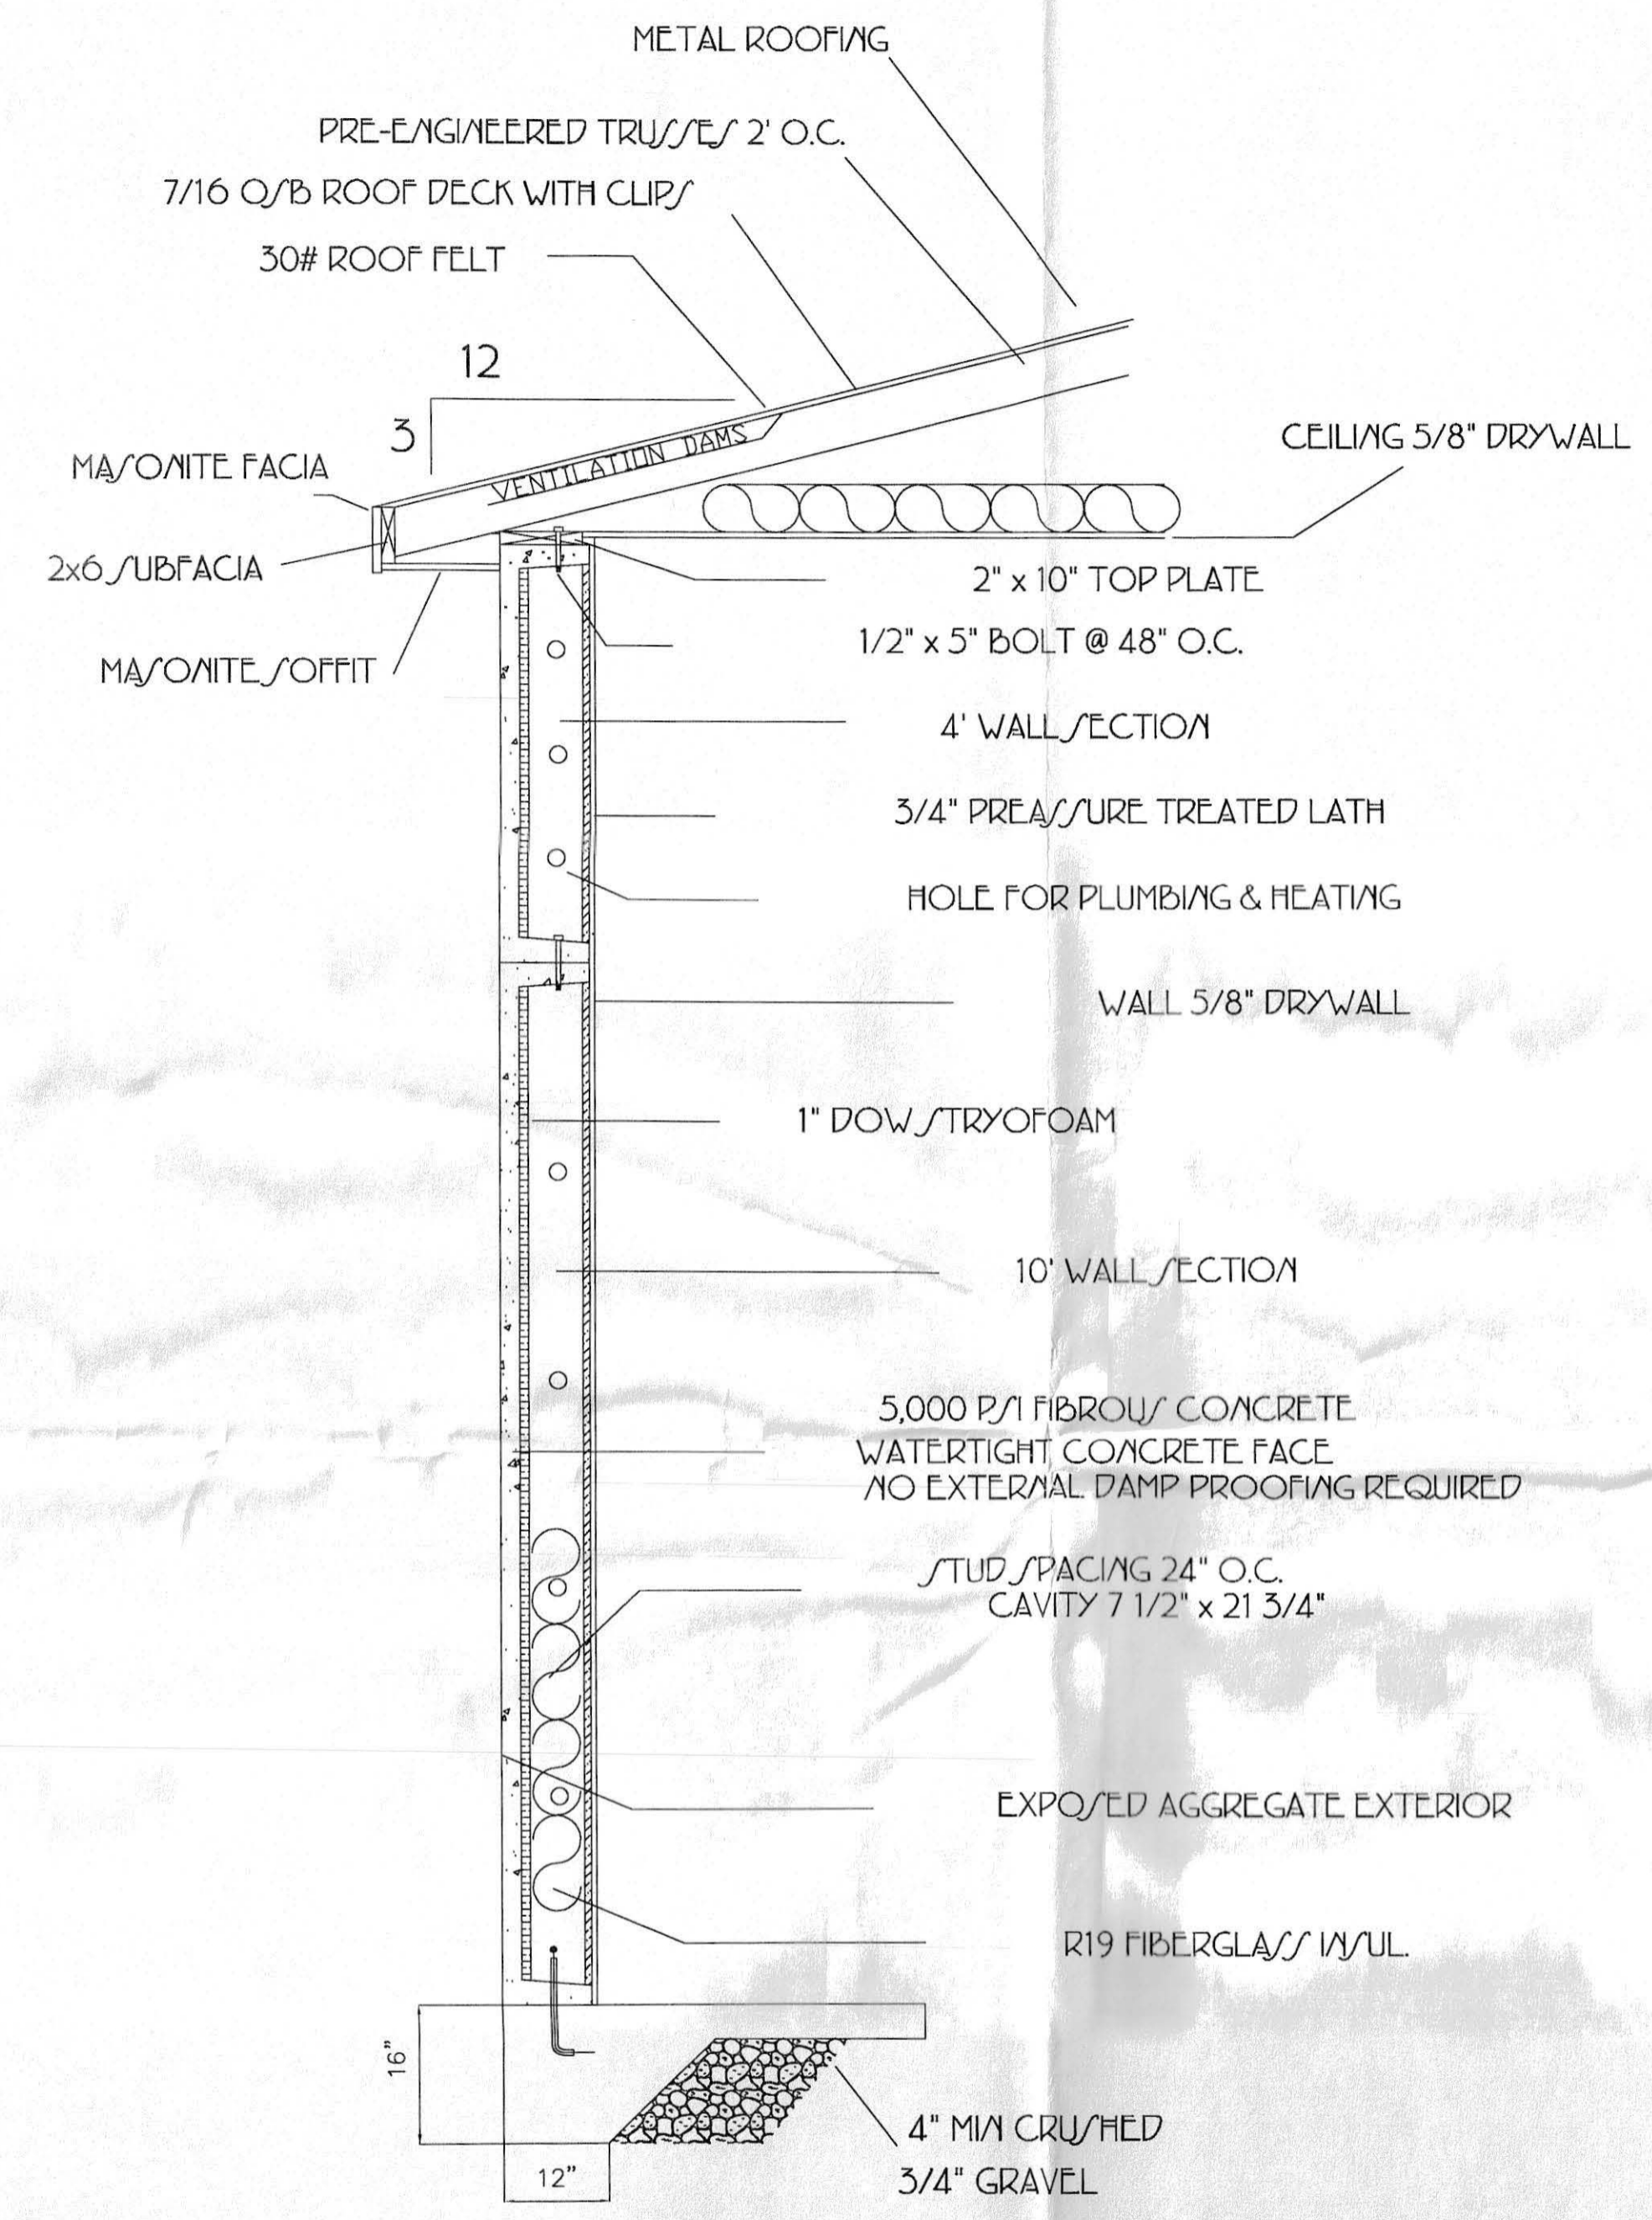 METAL ROOFING
PRE-ENGINEERED TRUSSES 2' O.C.
7/16 OSB ROOF DECK WITH CLIPS
30# ROOF FELT
12
3
VENTILATION DAMS
CEILING 5/8" DRYWALL
MASONITE FACIA
2x6 SUBFACIA
MASONITE SOFFIT
2" x 10" TOP PLATE
1/2" x 5" BOLT @ 48" O.C.
4' WALL SECTION
3/4" PREASSURE TREATED LATH
HOLE FOR PLUMBING & HEATING
WALL 5/8" DRYWALL
1" DOW STRYOFOAM
10' WALL SECTION
5,000 PSI FIBROUS CONCRETE
WATERTIGHT CONCRETE FACE
NO EXTERNAL DAMP PROOFING REQUIRED
STUD SPACING 24" O.C.
CAVITY 7 1/2" x 21 3/4"
EXPOSED AGGREGATE EXTERIOR
R19 FIBERGLASS INSUL.
16"
12"
4" MIN CRUSHED
3/4" GRAVEL